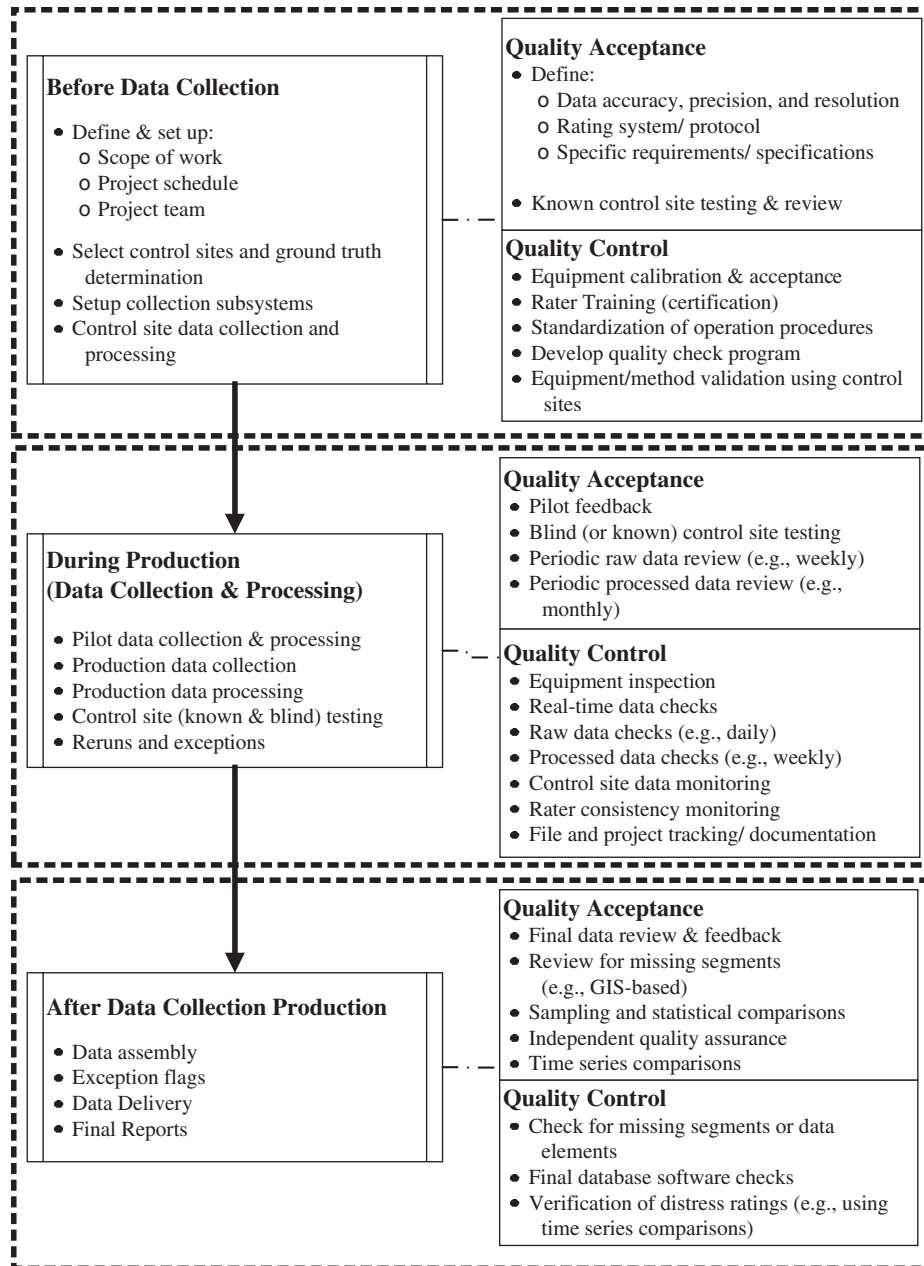 Before Data Collection
• Define & set up:
o Scope of work
o Project schedule
o Project team
• Select control sites and ground truth
determination
• Setup collection subsystems
• Control site data collection and
processing
Quality Acceptance
• Define:
o Data accuracy, precision, and resolution
o Rating system/ protocol
o Specific requirements/ specifications
• Known control site testing & review
Quality Control
• Equipment calibration & acceptance
• Rater Training (certification)
• Standardization of operation procedures
• Develop quality check program
• Equipment/method validation using control
sites
During Production
(Data Collection & Processing)
• Pilot data collection & processing
• Production data collection
• Production data processing
• Control site (known & blind) testing
• Reruns and exceptions
Quality Acceptance
• Pilot feedback
• Blind (or known) control site testing
• Periodic raw data review (e.g., weekly)
• Periodic processed data review (e.g.,
monthly)
Quality Control
• Equipment inspection
• Real-time data checks
• Raw data checks (e.g., daily)
• Processed data checks (e.g., weekly)
• Control site data monitoring
• Rater consistency monitoring
• File and project tracking/ documentation
After Data Collection Production
• Data assembly
• Exception flags
• Data Delivery
• Final Reports
Quality Acceptance
• Final data review & feedback
• Review for missing segments
(e.g., GIS-based)
• Sampling and statistical comparisons
• Independent quality assurance
• Time series comparisons
Quality Control
• Check for missing segments or data
elements
• Final database software checks
• Verification of distress ratings (e.g., using
time series comparisons)